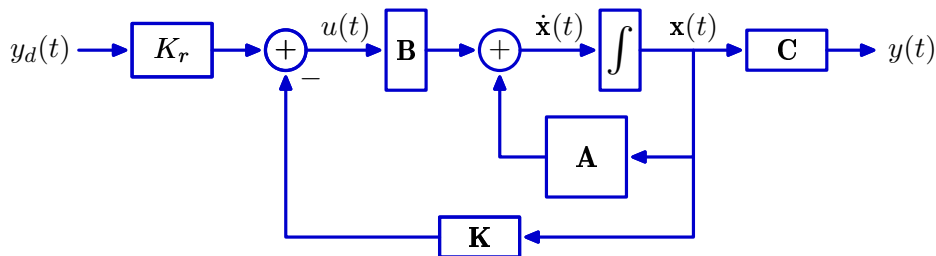 y_d(t) K_r + − u(t) B + ẋ(t) ∫ x(t) C y(t)
A
K